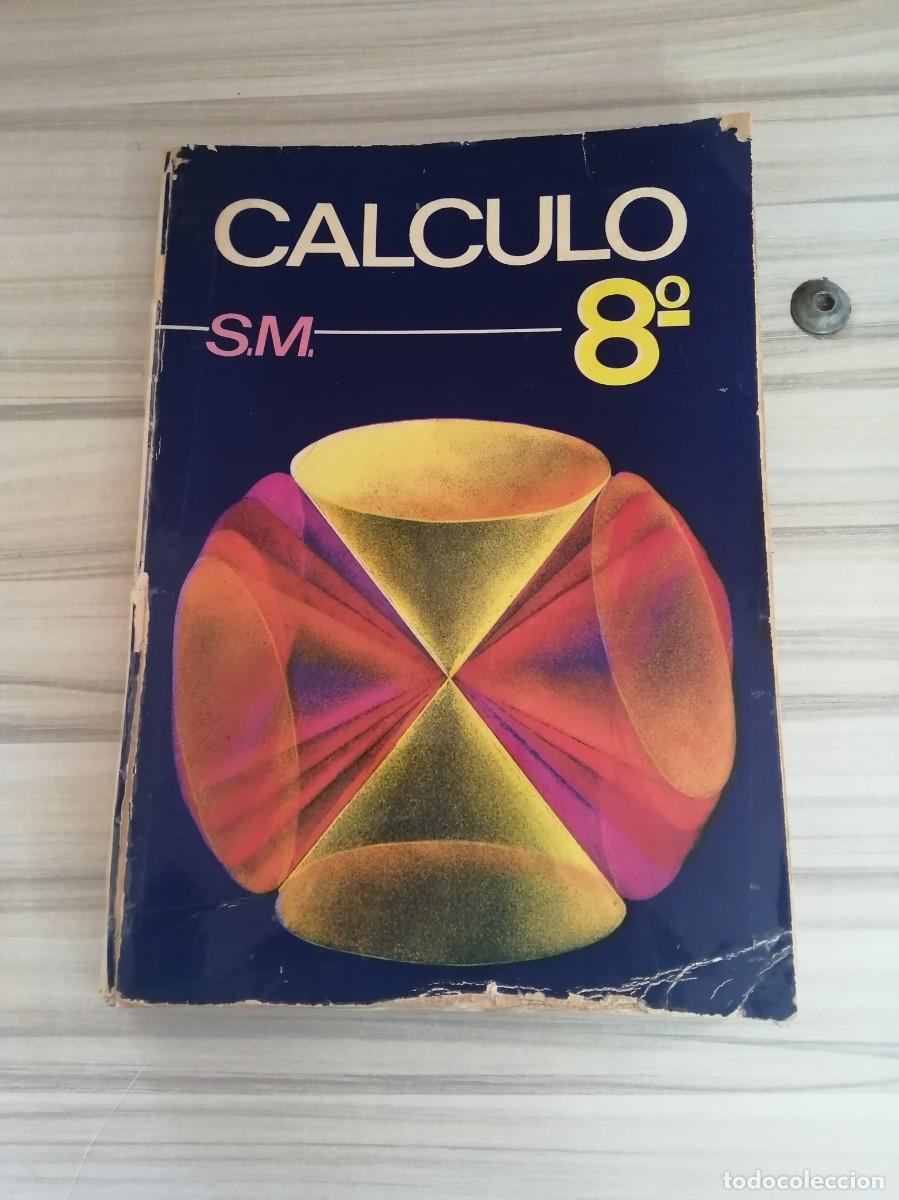 CALCULO
S.M. 8º
todocoleccion